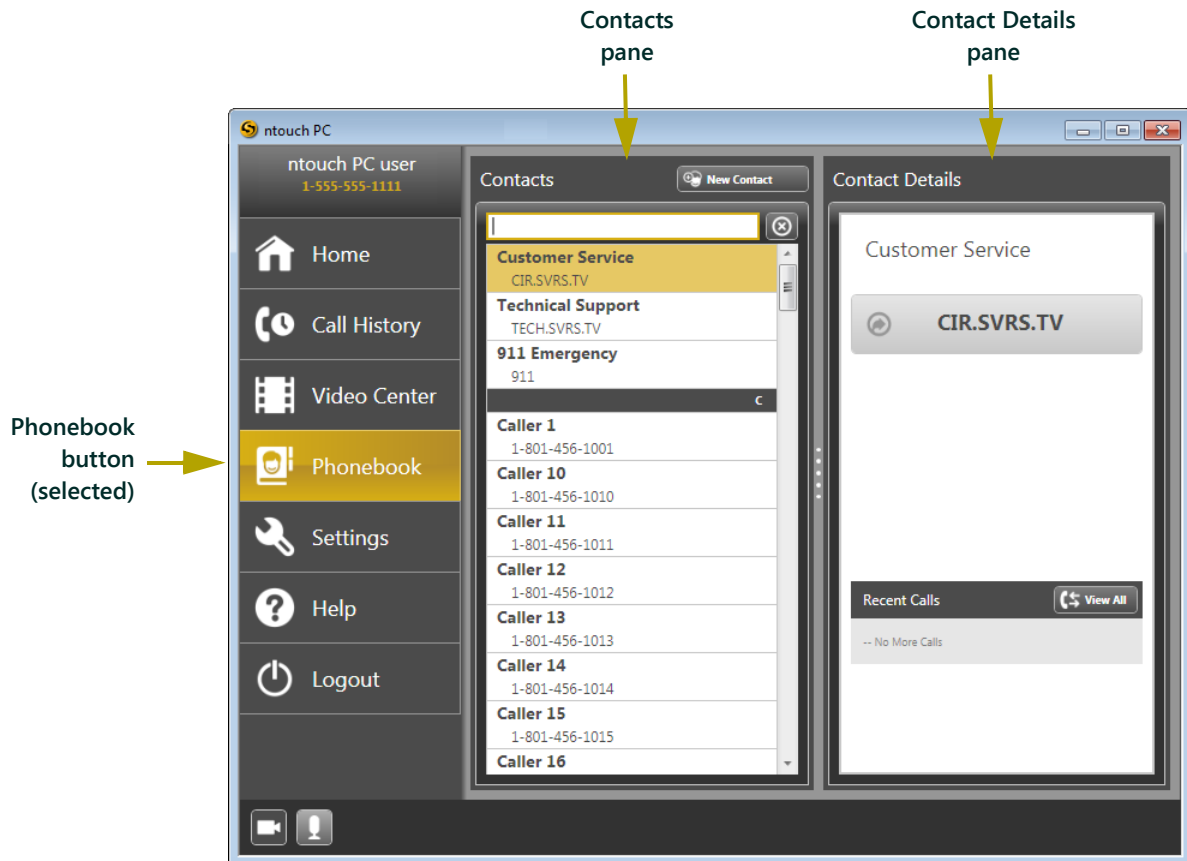 Contacts
pane
Contact Details
pane
Phonebook
button
(selected)
ntouch PC
ntouch PC user
1-555-555-1111
Home
Call History
Video Center
Phonebook
Settings
Help
Logout
Contacts
New Contact
Customer Service
CIR.SVRS.TV
Technical Support
TECH.SVRS.TV
911 Emergency
911
C
Caller 1
1-801-456-1001
Caller 10
1-801-456-1010
Caller 11
1-801-456-1011
Caller 12
1-801-456-1012
Caller 13
1-801-456-1013
Caller 14
1-801-456-1014
Caller 15
1-801-456-1015
Caller 16
Contact Details
Customer Service
CIR.SVRS.TV
Recent Calls
View All
-- No More Calls